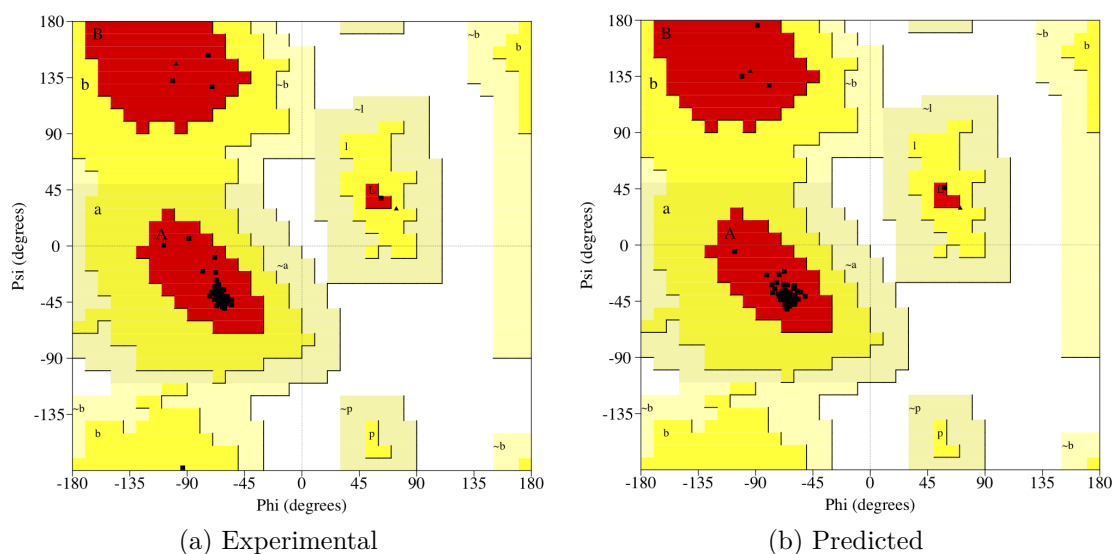 180
B
~b
b
135
b
~b
~l
90
l
45
L
a
A
0
~a
-45
-90
-135
~b
~p
b
p
~b
-180 -135 -90 -45 0 45 90 135 180
Phi (degrees)
Psi (degrees)
(a) Experimental
180
B
~b
b
135
b
~b
~l
90
l
45
L
a
A
0
~a
-45
-90
-135
~b
~p
b
p
~b
-180 -135 -90 -45 0 45 90 135 180
Phi (degrees)
Psi (degrees)
(b) Predicted